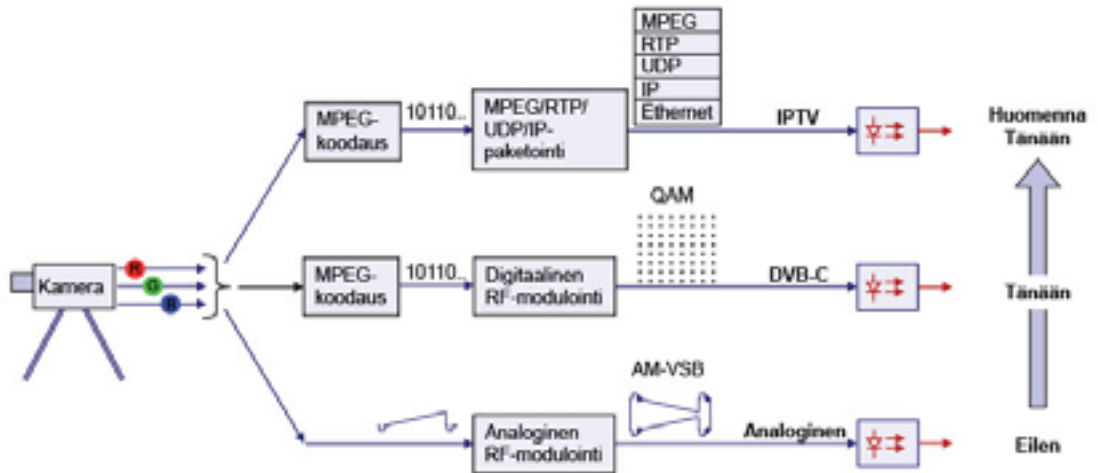 MPEG
RTP
UDP
IP
Ethernet
MPEG-
koodaus
10110..
MPEG/RTP/
UDP/IP-
paketointi
IPTV
Huomenna
Tänään
QAM
Kamera
R
G
B
MPEG-
koodaus
10110..
Digitaalinen
RF-modulointi
DVB-C
Tänään
AM-VSB
Analoginen
RF-modulointi
Analoginen
Eilen